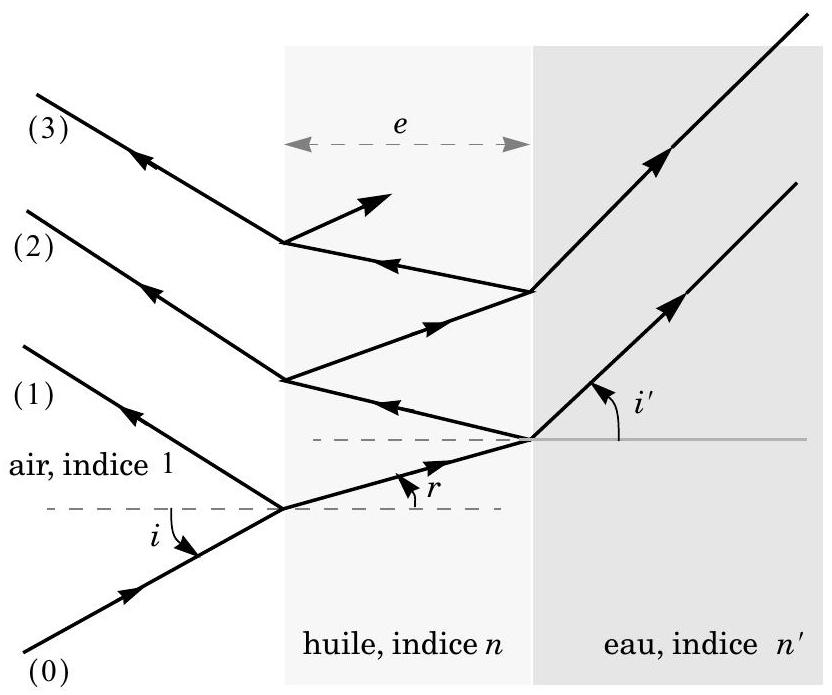 (3)
e
(2)
(1)
i′
air, indice 1
r
i
huile, indice n
eau, indice n′
(0)